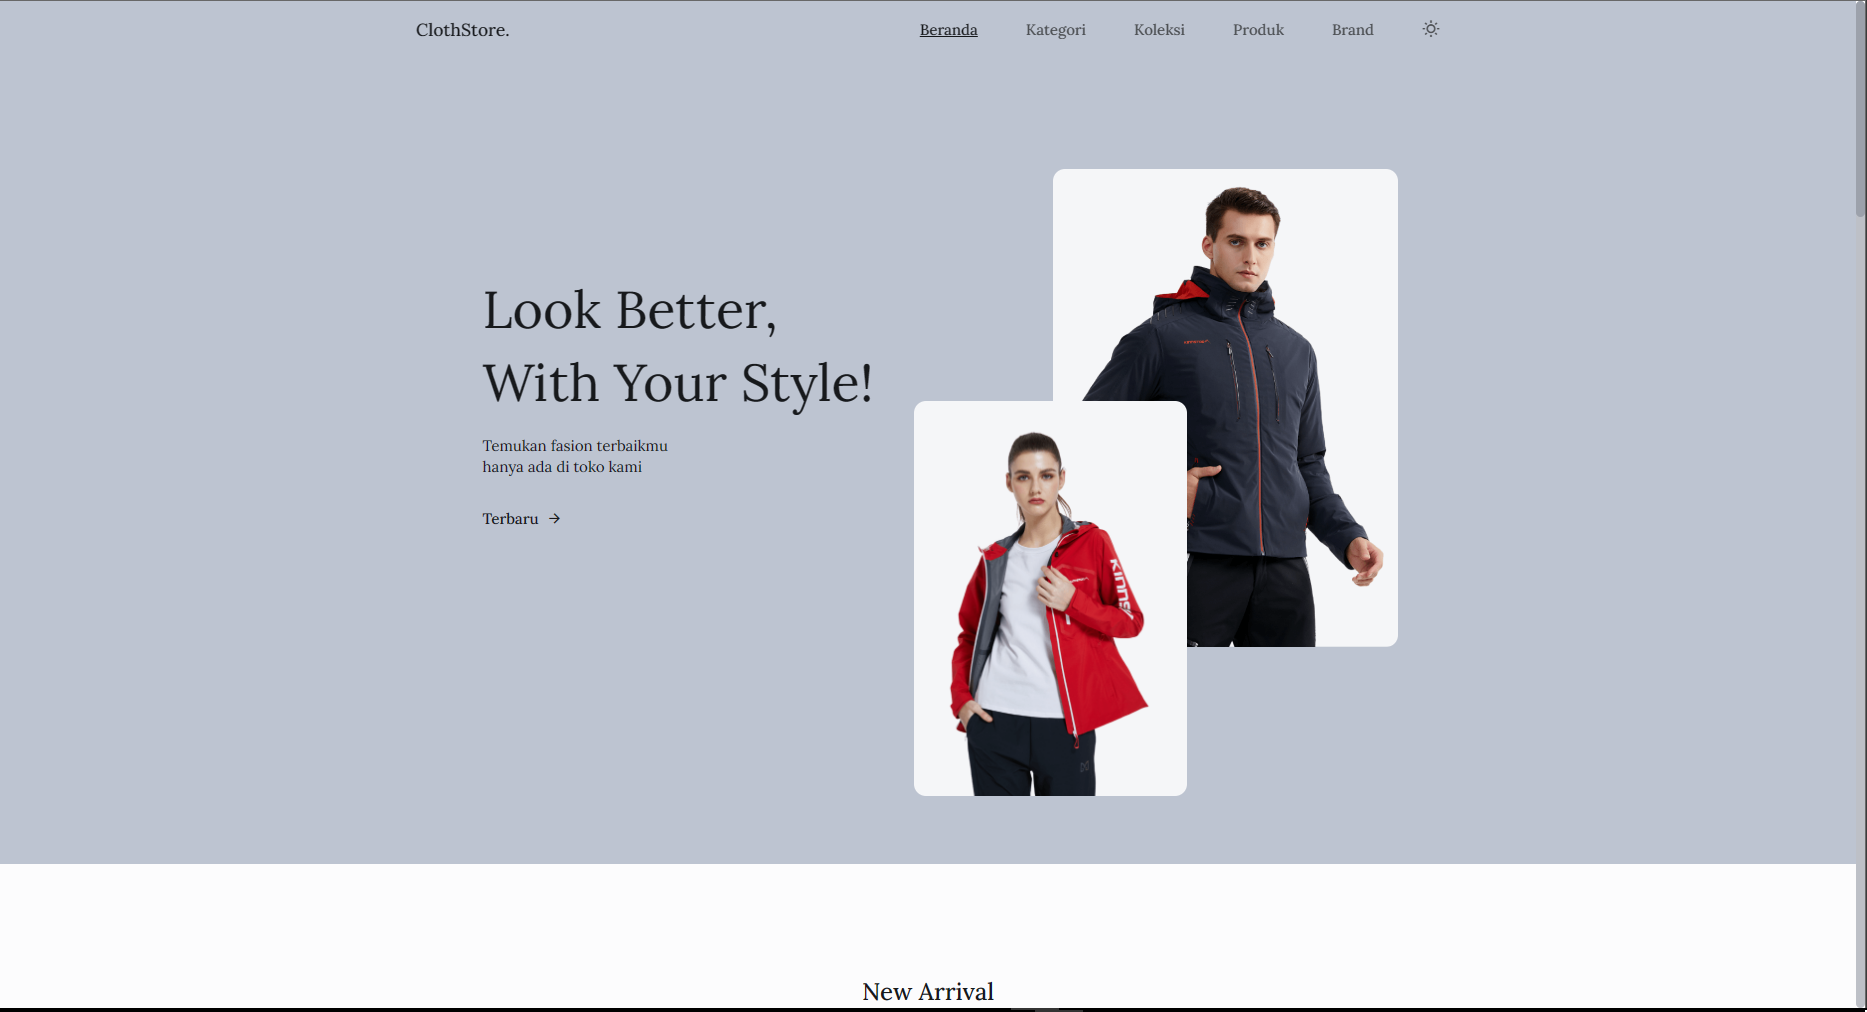 ClothStore.
Beranda Kategori Koleksi Produk Brand
Look Better,
With Your Style!
Temukan fasion terbaikmu
hanya ada di toko kami
Terbaru →
New Arrival